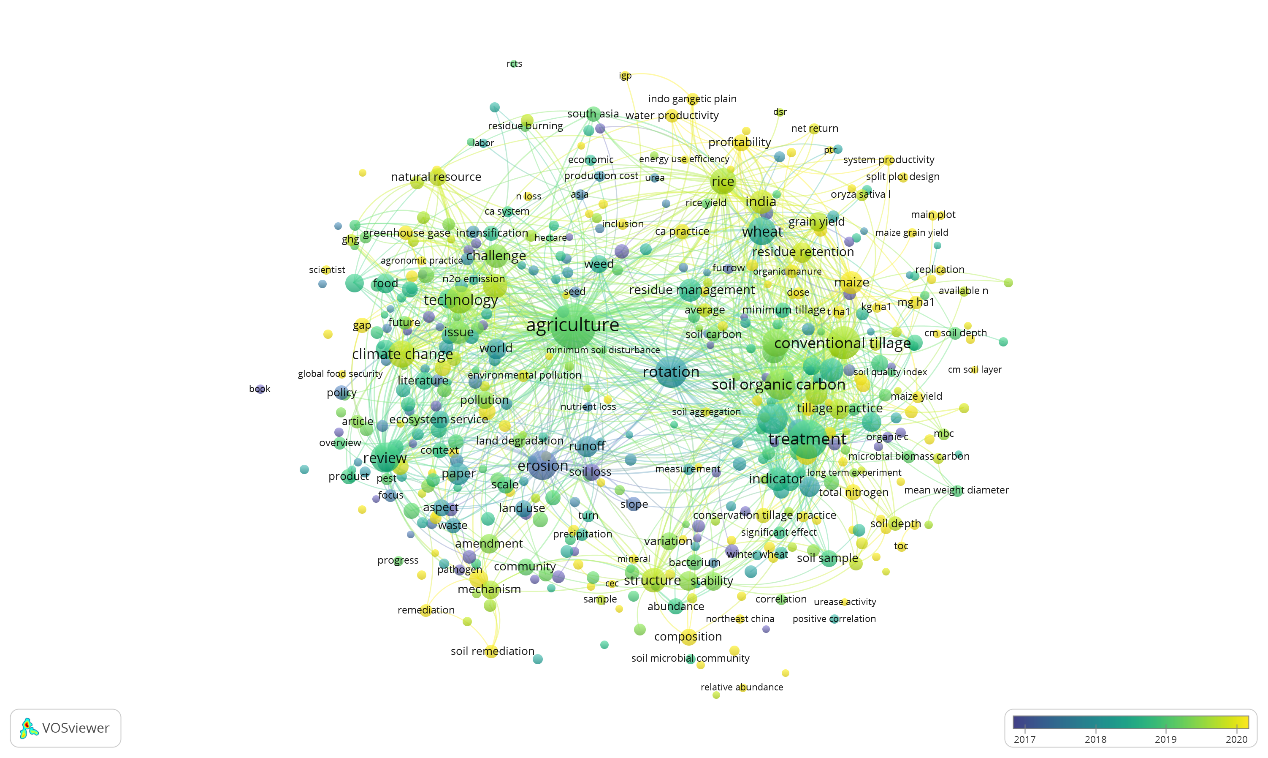 rcts
igp
indo gangetic plain
dsr
south asia
water productivity
residue burning
net return
labor
profitability
ptr
economic
energy use efficiency
system productivity
natural resource
production cost
urea
rice
split plot design
n loss
asia
india
oryza sativa l
ca system
rice yield
main plot
inclusion
grain yield
ghg
greenhouse gase
intensification
hectare
ca practice
wheat
maize grain yield
agronomic practice
challenge
residue retention
scientist
weed
furrow
organic manure
replication
food
n2o emission
seed
residue management
dose
maize
available n
technology
average
minimum tillage
t ha1
kg ha1
mg ha1
gap
future
issue
agriculture
soil carbon
cm soil depth
climate change
world
minimum soil disturbance
conventional tillage
global food security
environmental pollution
rotation
soil quality index
cm soil layer
book
policy
literature
soil organic carbon
pollution
nutrient loss
soil aggregation
tillage practice
maize yield
article
ecosystem service
overview
land degradation
runoff
treatment
organic c
mbc
context
review
erosion
soil loss
measurement
microbial biomass carbon
product
pest
paper
scale
indicator
long term experiment
focus
total nitrogen
mean weight diameter
aspect
land use
slope
waste
turn
conservation tillage practice
soil depth
precipitation
significant effect
amendment
variation
toc
progress
pathogen
community
mineral
bacterium
winter wheat
soil sample
mechanism
cec
structure
stability
sample
abundance
correlation
urease activity
remediation
northeast china
positive correlation
composition
soil remediation
soil microbial community
relative abundance
VOSviewer
2017
2018
2019
2020